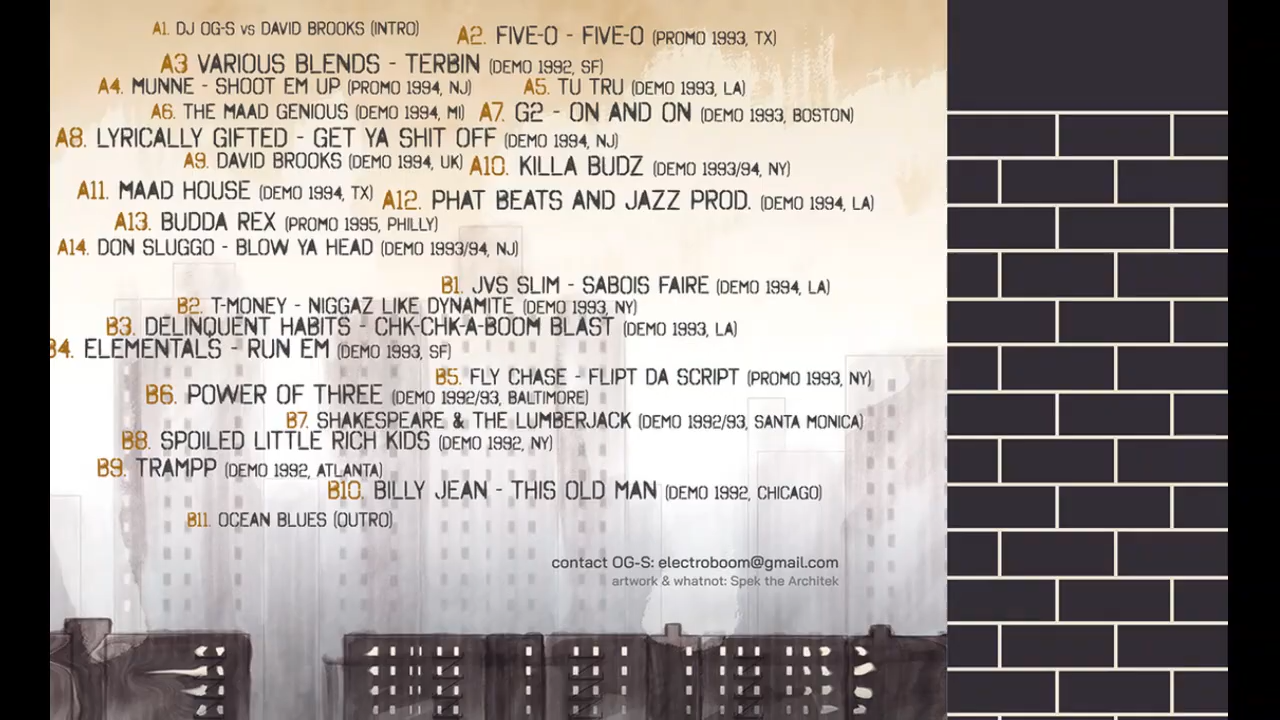 A1. DJ OG-S vs DAVID BROOKS (INTRO)
A2. FIVE-O - FIVE-O (PROMO 1993, TX)
A3 VARIOUS BLENDS - TERBIN (DEMO 1992, SF)
A4. MUNNE - SHOOT EM UP (PROMO 1994, NJ)
A5. TU TRU (DEMO 1993, LA)
A6. THE MAAD GENIOUS (DEMO 1994, MI)
A7. G2 - ON AND ON (DEMO 1993, BOSTON)
A8. LYRICALLY GIFTED - GET YA SHIT OFF (DEMO 1994, NJ)
A9. DAVID BROOKS (DEMO 1994, UK)
A10. KILLA BUDZ (DEMO 1993/94, NY)
A11. MAAD HOUSE (DEMO 1994, TX)
A12. PHAT BEATS AND JAZZ PROD. (DEMO 1994, LA)
A13. BUDDA REX (PROMO 1995, PHILLY)
A14. DON SLUGGO - BLOW YA HEAD (DEMO 1993/94, NJ)
B1. JVS SLIM - SABOIS FAIRE (DEMO 1994, LA)
B2. T-MONEY - NIGGAZ LIKE DYNAMITE (DEMO 1993, NY)
B3. DELINQUENT HABITS - CHK-CHK-A-BOOM BLAST (DEMO 1993, LA)
B4. ELEMENTALS - RUN EM (DEMO 1993, SF)
B5. FLY CHASE - FLIPT DA SCRIPT (PROMO 1993, NY)
B6. POWER OF THREE (DEMO 1992/93, BALTIMORE)
B7. SHAKESPEARE & THE LUMBERJACK (DEMO 1992/93, SANTA MONICA)
B8. SPOILED LITTLE RICH KIDS (DEMO 1992, NY)
B9. TRAMPP (DEMO 1992, ATLANTA)
B10. BILLY JEAN - THIS OLD MAN (DEMO 1992, CHICAGO)
B11. OCEAN BLUES (OUTRO)
contact OG-S: electroboom@gmail.com
artwork & whatnot: Spek the Architek